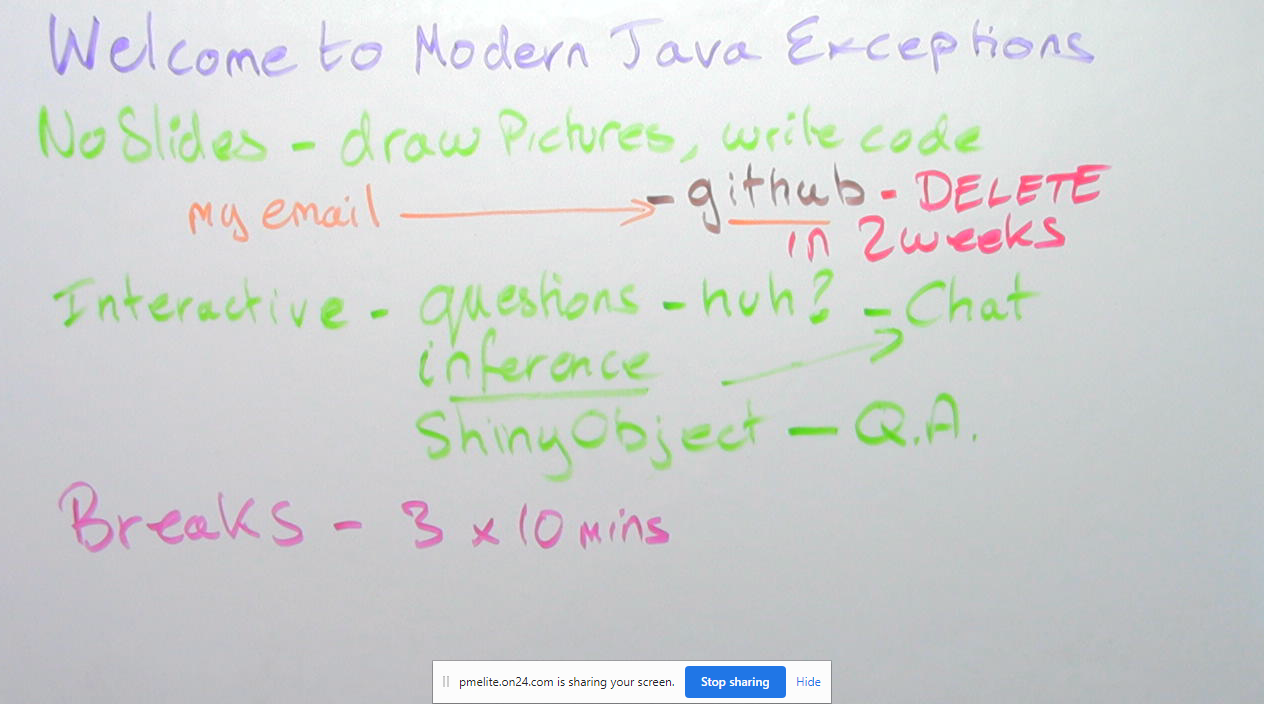 Welcome to Modern Java Exceptions
No Slides - draw Pictures, write code
my email → - github - DELETE
in 2 weeks
Interactive - questions - huh? - Chat
inference
ShinyObject - Q.A.
Breaks - 3 x 10 mins
pmelite.on24.com is sharing your screen. Stop sharing Hide